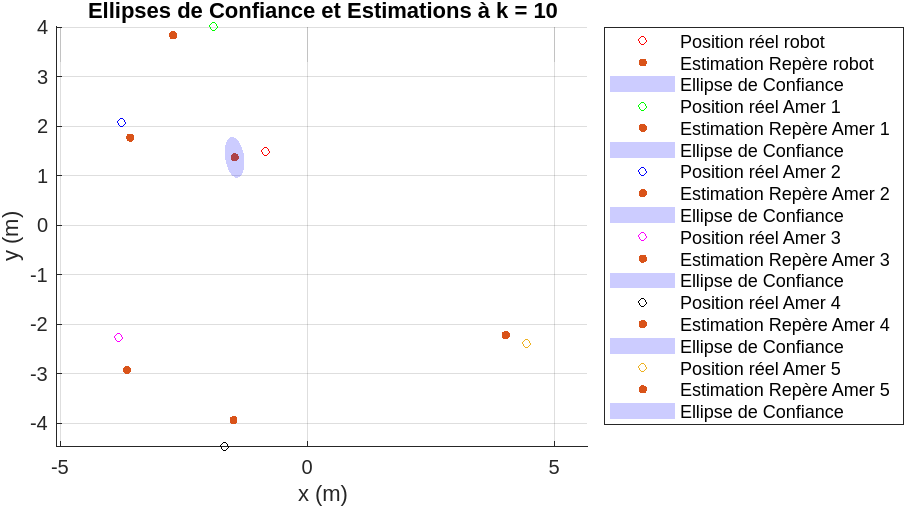 Ellipses de Confiance et Estimations à k = 10
4
3
2
1
0
-1
-2
-3
-4
y (m)
-5
0
5
x (m)
Position réel robot
Estimation Repère robot
Ellipse de Confiance
Position réel Amer 1
Estimation Repère Amer 1
Ellipse de Confiance
Position réel Amer 2
Estimation Repère Amer 2
Ellipse de Confiance
Position réel Amer 3
Estimation Repère Amer 3
Ellipse de Confiance
Position réel Amer 4
Estimation Repère Amer 4
Ellipse de Confiance
Position réel Amer 5
Estimation Repère Amer 5
Ellipse de Confiance